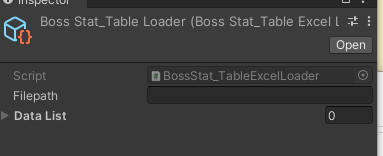 Inspector
Boss Stat_Table Loader (Boss Stat_Table Excel L
Open
Script BossStat_TableExcelLoader
Filepath
Data List 0